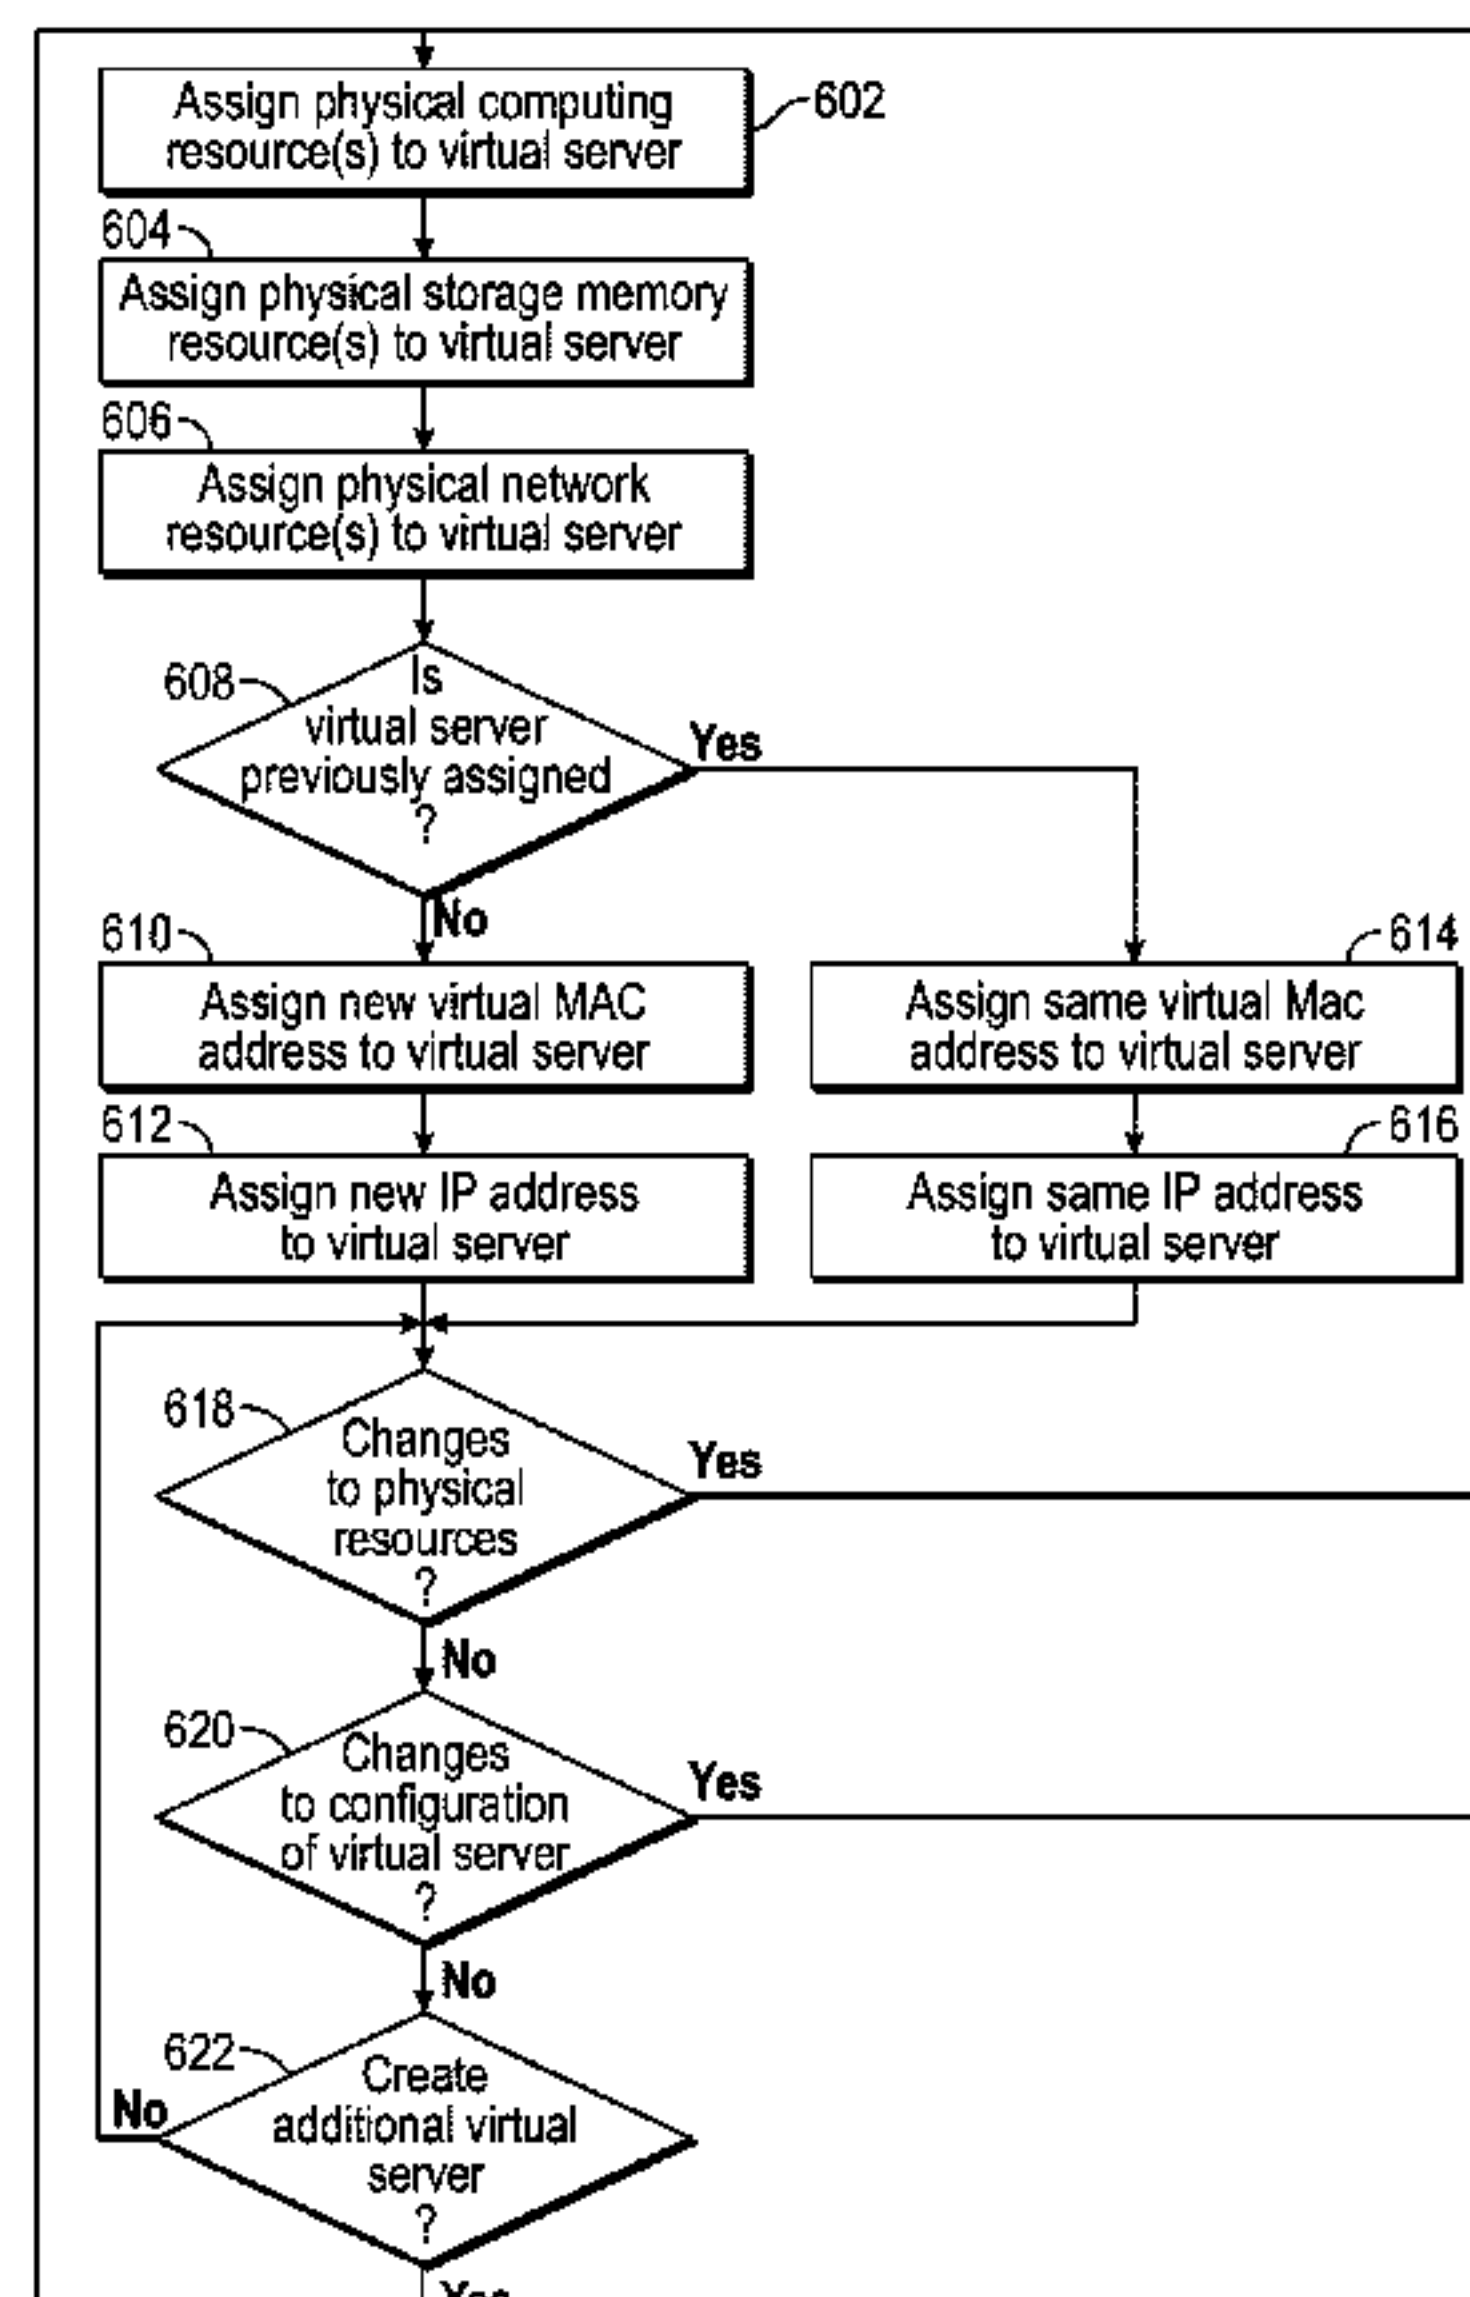 Assign physical computing
resource(s) to virtual server
602
604
Assign physical storage memory
resource(s) to virtual server
606
Assign physical network
resource(s) to virtual server
608
Is
virtual server
previously assigned
?
Yes
No
610
Assign new virtual MAC
address to virtual server
614
Assign same virtual Mac
address to virtual server
612
Assign new IP address
to virtual server
616
Assign same IP address
to virtual server
618
Changes
to physical
resources
?
Yes
No
620
Changes
to configuration
of virtual server
?
Yes
No
622
Create
additional virtual
server
?
No
Yes